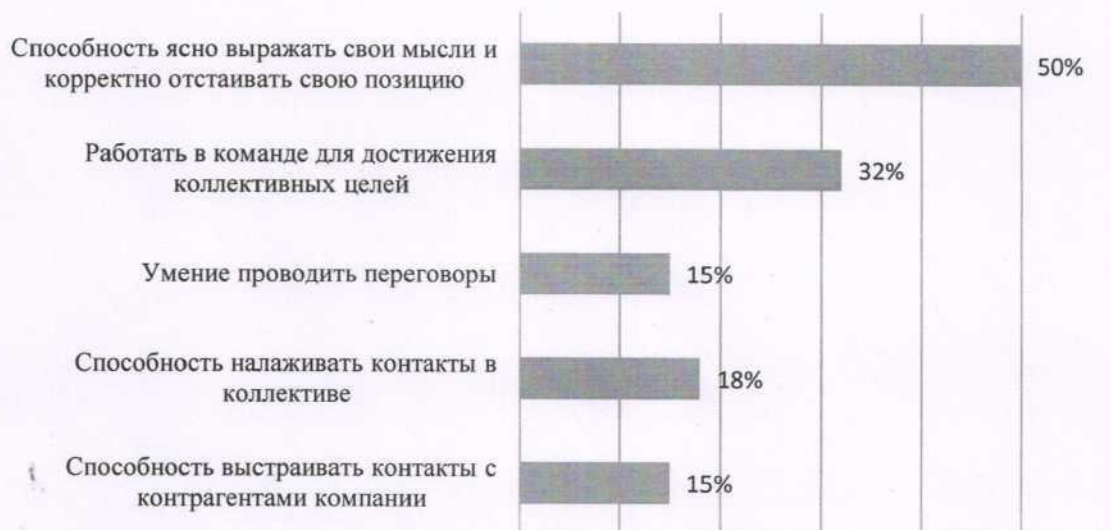 Способность ясно выражать свои мысли и
корректно отстаивать свою позицию
50%
Работать в команде для достижения
коллективных целей
32%
Умение проводить переговоры
15%
Способность налаживать контакты в
коллективе
18%
Способность выстраивать контакты с
контрагентами компании
15%